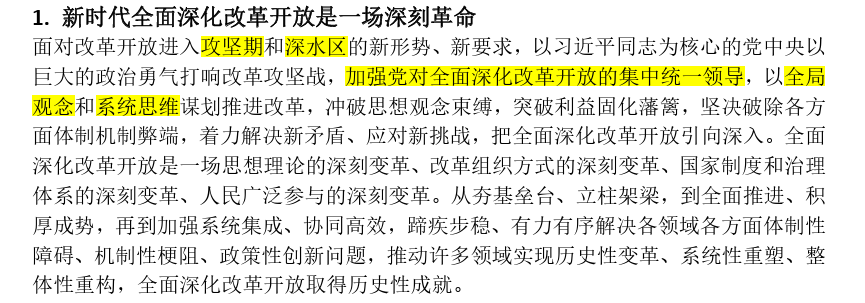 1. 新时代全面深化改革开放是一场深刻革命
面对改革开放进入攻坚期和深水区的新形势、新要求，以习近平同志为核心的党中央以
巨大的政治勇气打响改革攻坚战，加强党对全面深化改革开放的集中统一领导，以全局
观念和系统思维谋划推进改革，冲破思想观念束缚，突破利益固化藩篱，坚决破除各方
面体制机制弊端，着力解决新矛盾、应对新挑战，把全面深化改革开放引向深入。全面
深化改革开放是一场思想理论的深刻变革、改革组织方式的深刻变革、国家制度和治理
体系的深刻变革、人民广泛参与的深刻变革。从夯基垒台、立柱架梁，到全面推进、积
厚成势，再到加强系统集成、协同高效，蹄疾步稳、有力有序解决各领域各方面体制性
障碍、机制性梗阻、政策性创新问题，推动许多领域实现历史性变革、系统性重塑、整
体性重构，全面深化改革开放取得历史性成就。